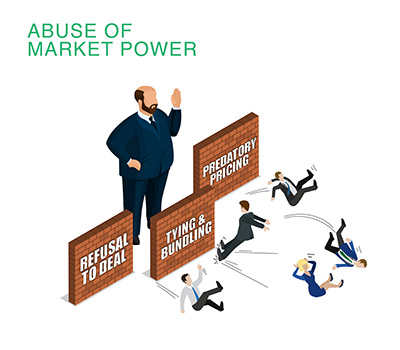 ABUSE OF
MARKET POWER
PREDATORY
PRICING
TYING &
BUNDLING
REFUSAL
TO DEAL